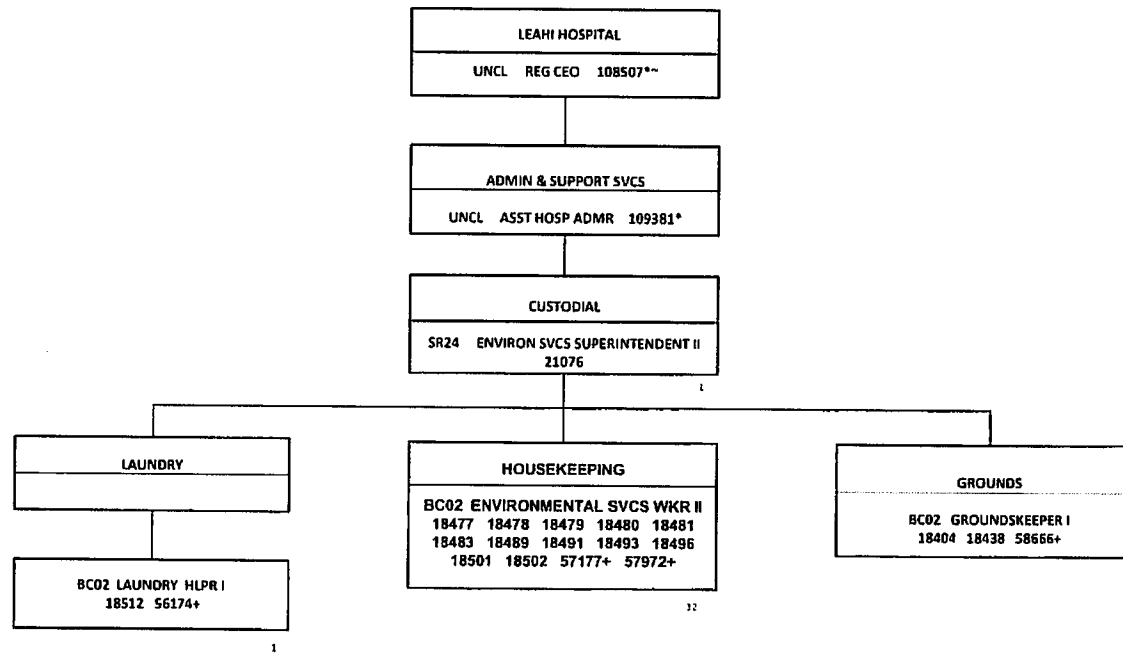 LEAHI HOSPITAL
UNCL REG CEO 108507*~
ADMIN & SUPPORT SVCS
UNCL ASST HOSP ADMR 109381*
CUSTODIAL
SR24 ENVIRON SVCS SUPERINTENDENT II
21076
1
LAUNDRY
BC02 LAUNDRY HLPR I
18512 56174+
1
HOUSEKEEPING
BC02 ENVIRONMENTAL SVCS WKR II
18477 18478 18479 18480 18481
18483 18489 18491 18493 18496
18501 18502 57177+ 57972+
32
GROUNDS
BC02 GROUNDSKEEPER I
18404 18438 58666+